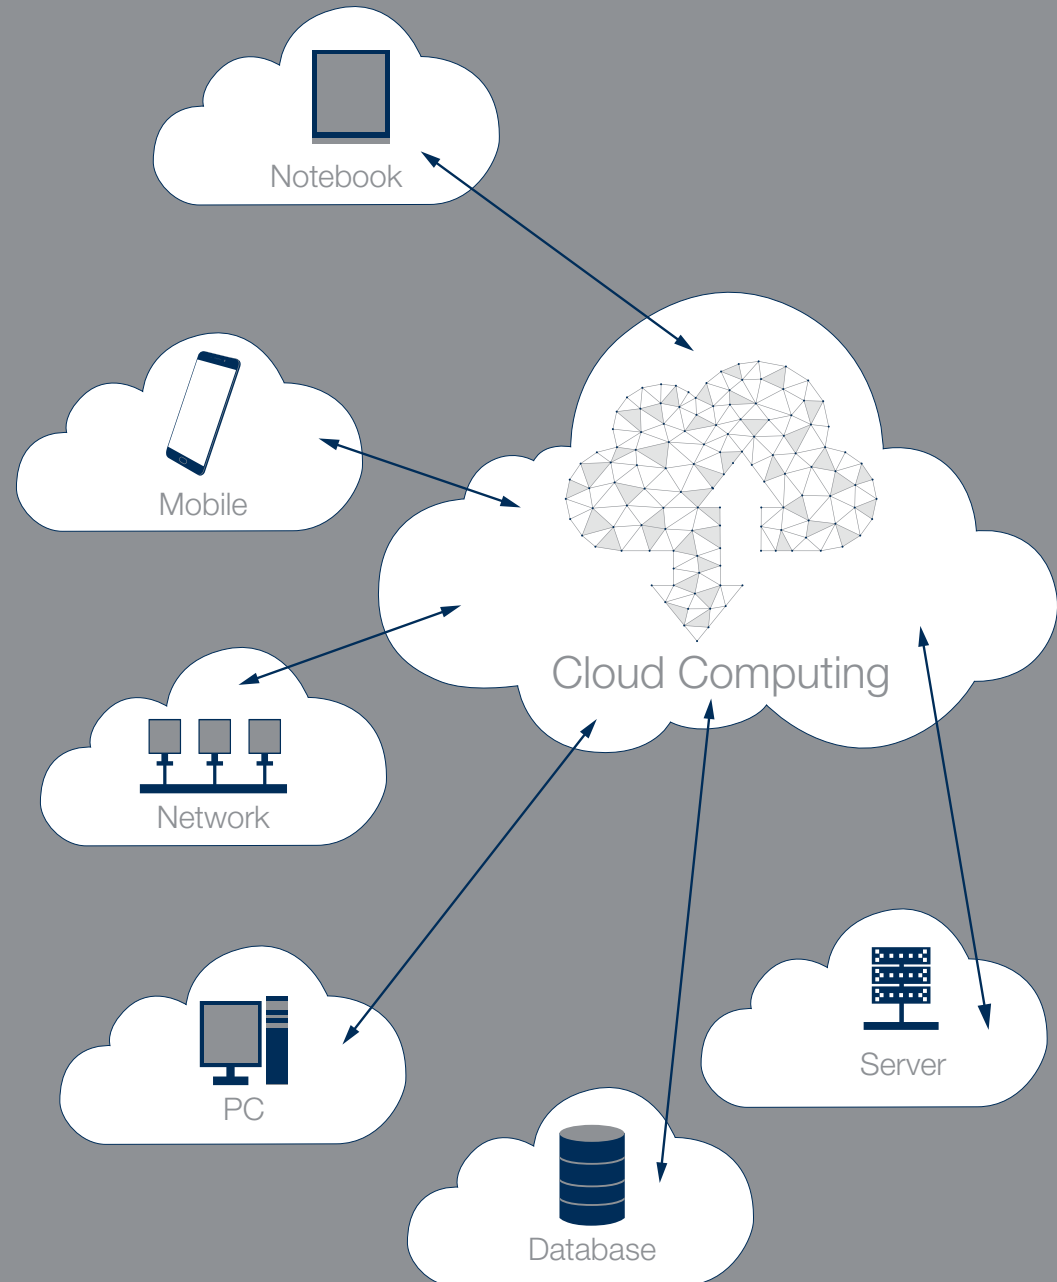 Notebook
Mobile
Cloud Computing
Network
PC
Server
Database